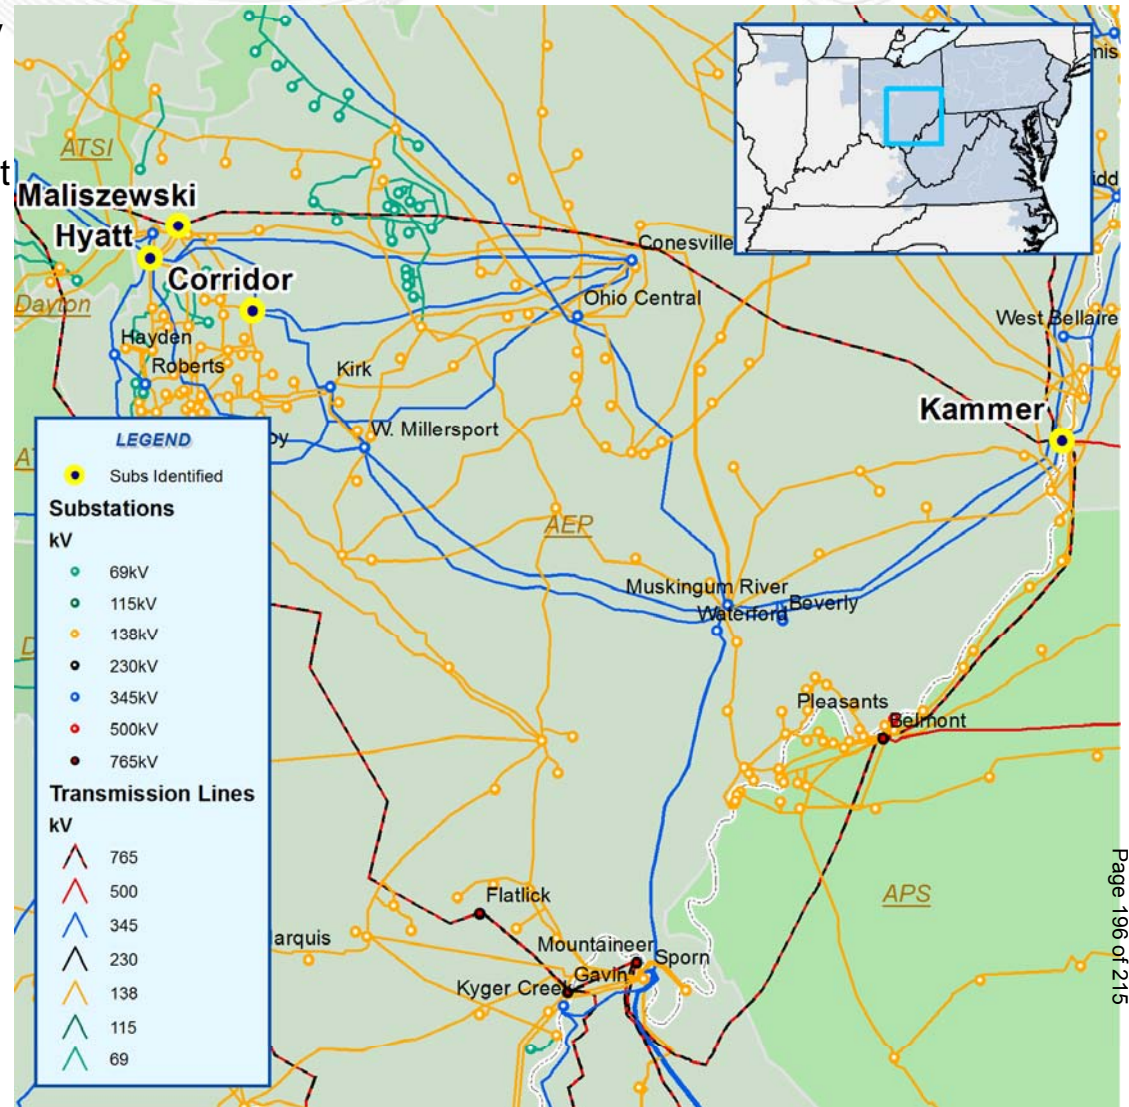 ATSI
t
Maliszewski
Hyatt
Corridor
Conesville
Dayton
Ohio Central
Hayden
West Bellaire
Roberts
Kirk
Kammer
W. Millersport
AEP
Muskingum River
Waterford
Beverly
Pleasants
Belmont
APS
Flatlick
arquis
Mountaineer
Sporn
Gavin
Kyger Creek
LEGEND
Subs Identified
Substations
kV
69kV
115kV
138kV
230kV
345kV
500kV
765kV
Transmission Lines
kV
765
500
345
230
138
115
69
Page 196 of 215